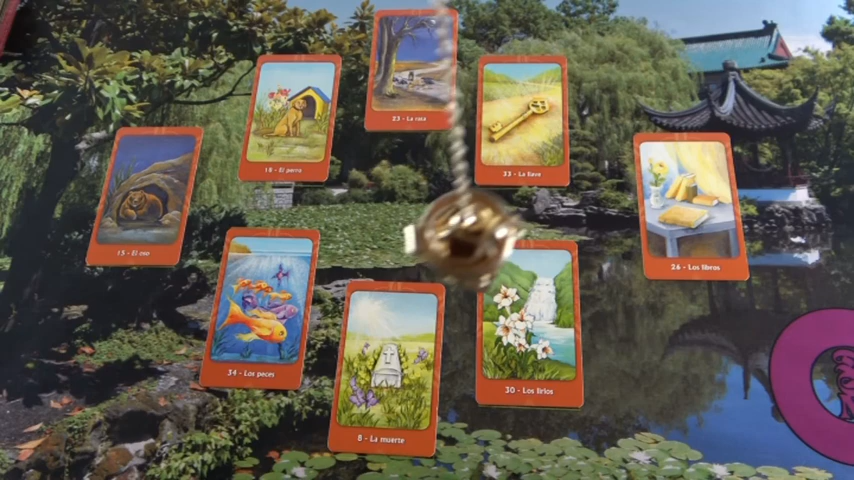 23 - La rata
18 - El perro
33 - La llave
15 - El oso
26 - Los libros
34 - Los peces
30 - Los lirios
8 - La muerte